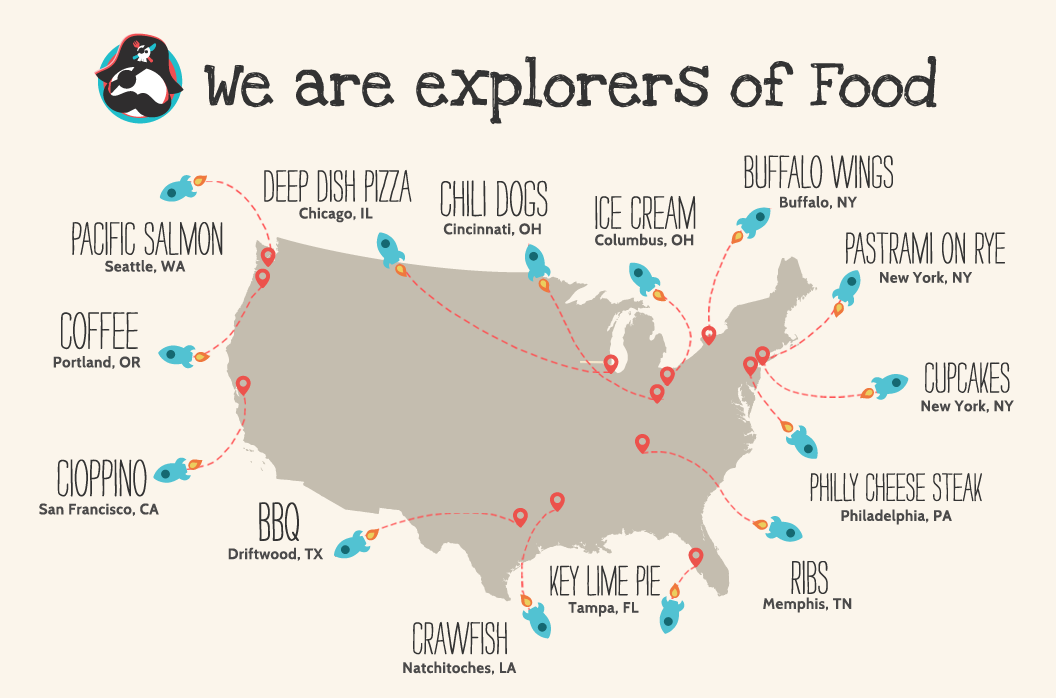 We are explorers of Food
DEEP DISH PIZZA
Chicago, IL
CHILI DOGS
Cincinnati, OH
ICE CREAM
Columbus, OH
BUFFALO WINGS
Buffalo, NY
PACIFIC SALMON
Seattle, WA
PASTRAMI ON RYE
New York, NY
COFFEE
Portland, OR
CUPCAKES
New York, NY
CIOPPINO
San Francisco, CA
PHILLY CHEESE STEAK
Philadelphia, PA
BBQ
Driftwood, TX
KEY LIME PIE
Tampa, FL
RIBS
Memphis, TN
CRAWFISH
Natchitoches, LA